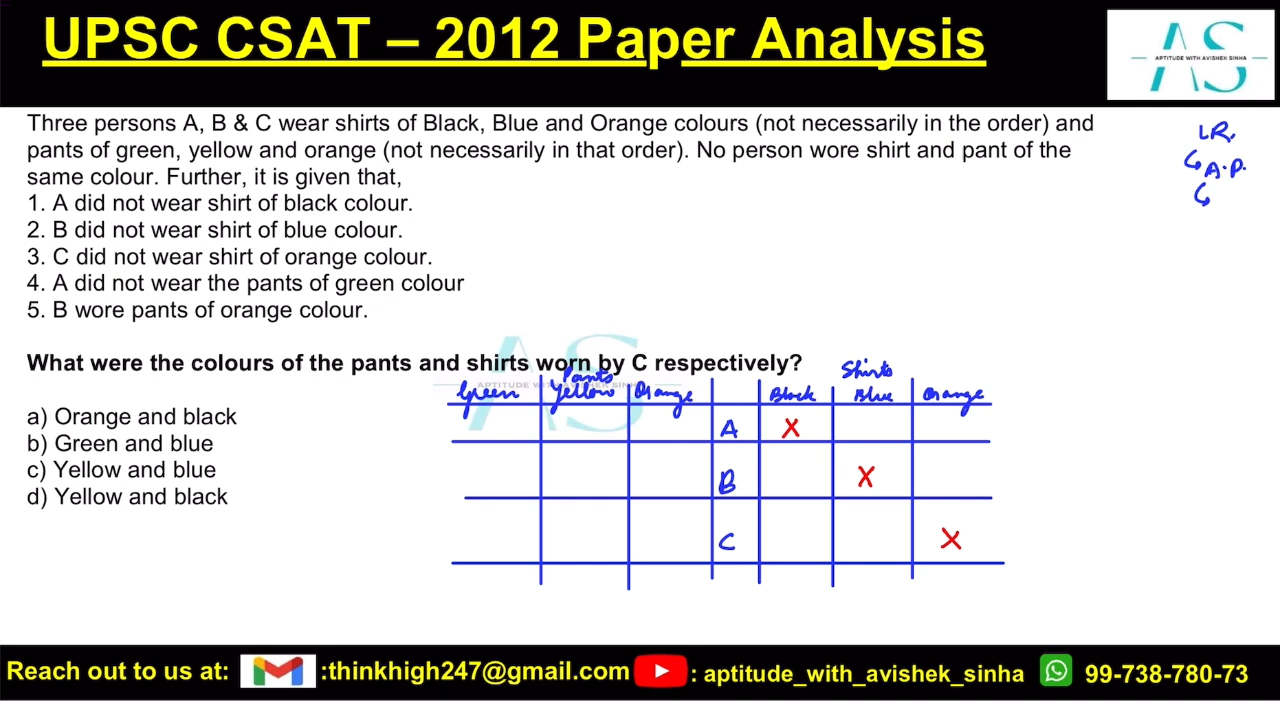 UPSC CSAT – 2012 Paper Analysis
AS
APTITUDE WITH AVISHEK SINHA
Three persons A, B & C wear shirts of Black, Blue and Orange colours (not necessarily in the order) and
pants of green, yellow and orange (not necessarily in that order). No person wore shirt and pant of the
same colour. Further, it is given that,
1. A did not wear shirt of black colour.
2. B did not wear shirt of blue colour.
3. C did not wear shirt of orange colour.
4. A did not wear the pants of green colour
5. B wore pants of orange colour.
LR.
A.P.
What were the colours of the pants and shirts worn by C respectively?
a) Orange and black
b) Green and blue
c) Yellow and blue
d) Yellow and black
Pants Shirts
Green Yellow Orange Black Blue Orange
A X
B X
C X
Reach out to us at: :thinkhigh247@gmail.com : aptitude_with_avishek_sinha 99-738-780-73